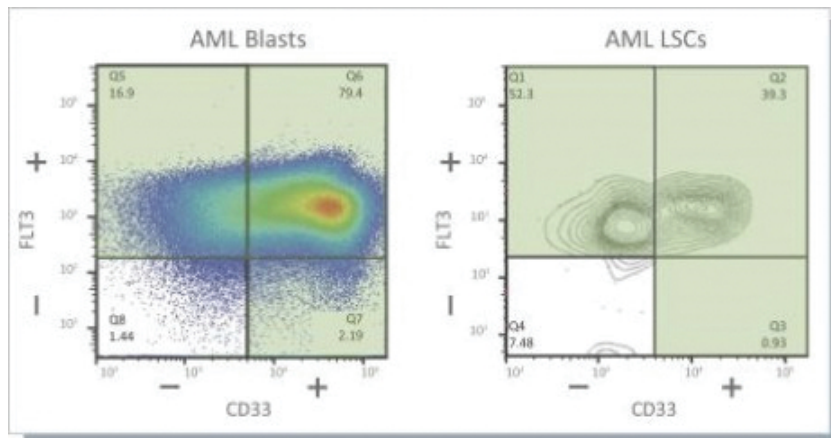 AML Blasts
Q5
16.9
Q6
79.4
FLT3
+
−
Q8
1.44
Q7
2.19
−
+
CD33
AML LSCs
Q1
52.3
Q2
39.3
FLT3
+
−
Q4
7.48
Q3
0.93
−
+
CD33